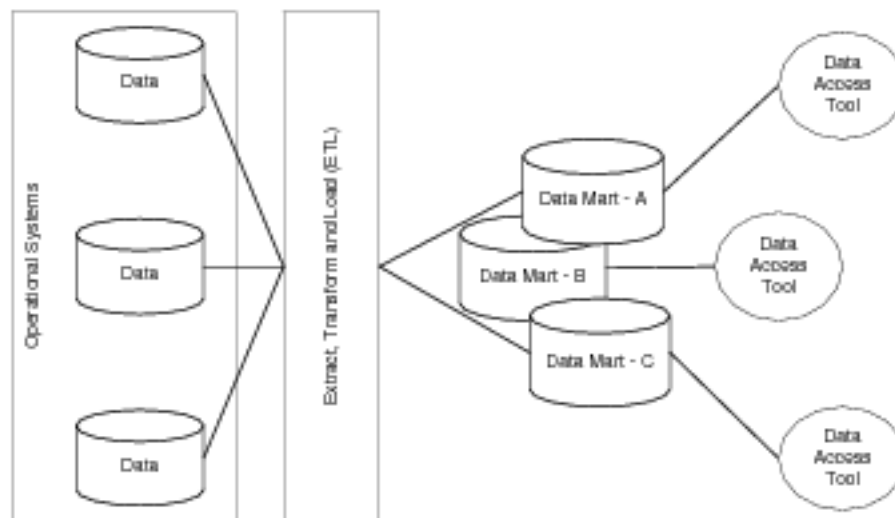 Operational Systems
Data
Data
Data
Extract, Transform and Load (ETL)
Data Mart - A
Data Mart - B
Data Mart - C
Data
Access
Tool
Data
Access
Tool
Data
Access
Tool